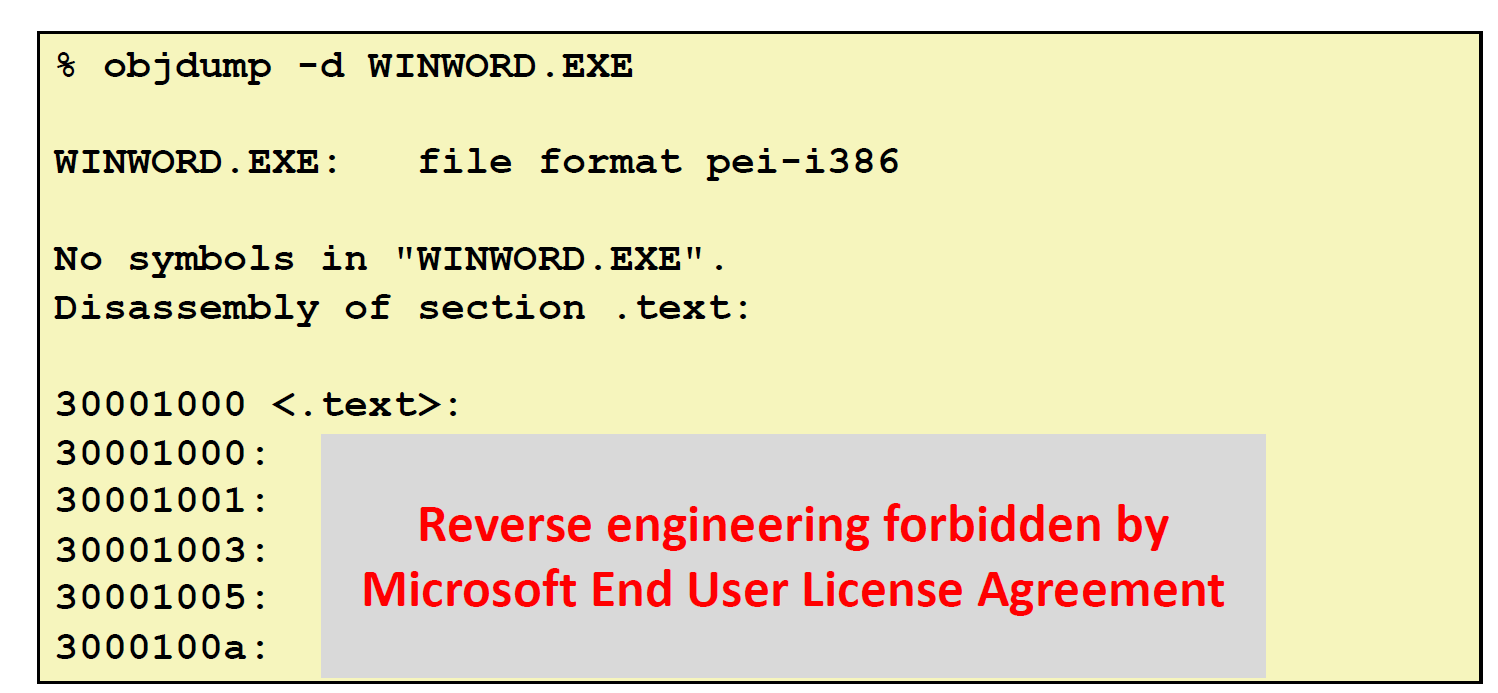 % objdump -d WINWORD.EXE
WINWORD.EXE:   file format pei-i386
No symbols in "WINWORD.EXE".
Disassembly of section .text:
30001000 <.text>:
30001000:
30001001:
30001003:
30001005:
3000100a:
Reverse engineering forbidden by
Microsoft End User License Agreement